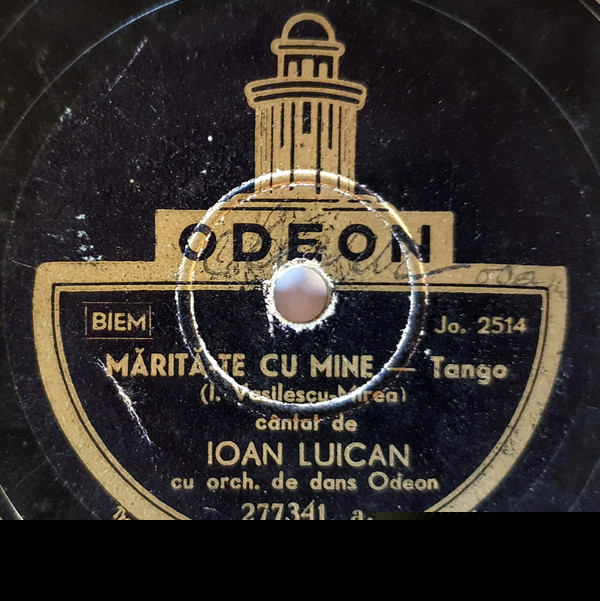 ODEON
BIEM
Jo. 2514
MĂRITĂ-TE CU MINE — Tango
(I. Vasilescu-Mirea)
cântat de
IOAN LUICAN
cu orch. de dans Odeon
277341 a.